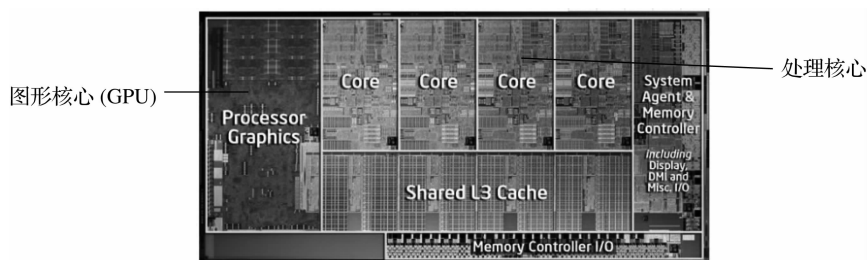 图形核心 (GPU)
Processor
Graphics
Core
Core
Core
Core
处理核心
System
Agent &
Memory
Controller
Including
Display,
DMI and
Misc. I/O
Shared L3 Cache
Memory Controller I/O